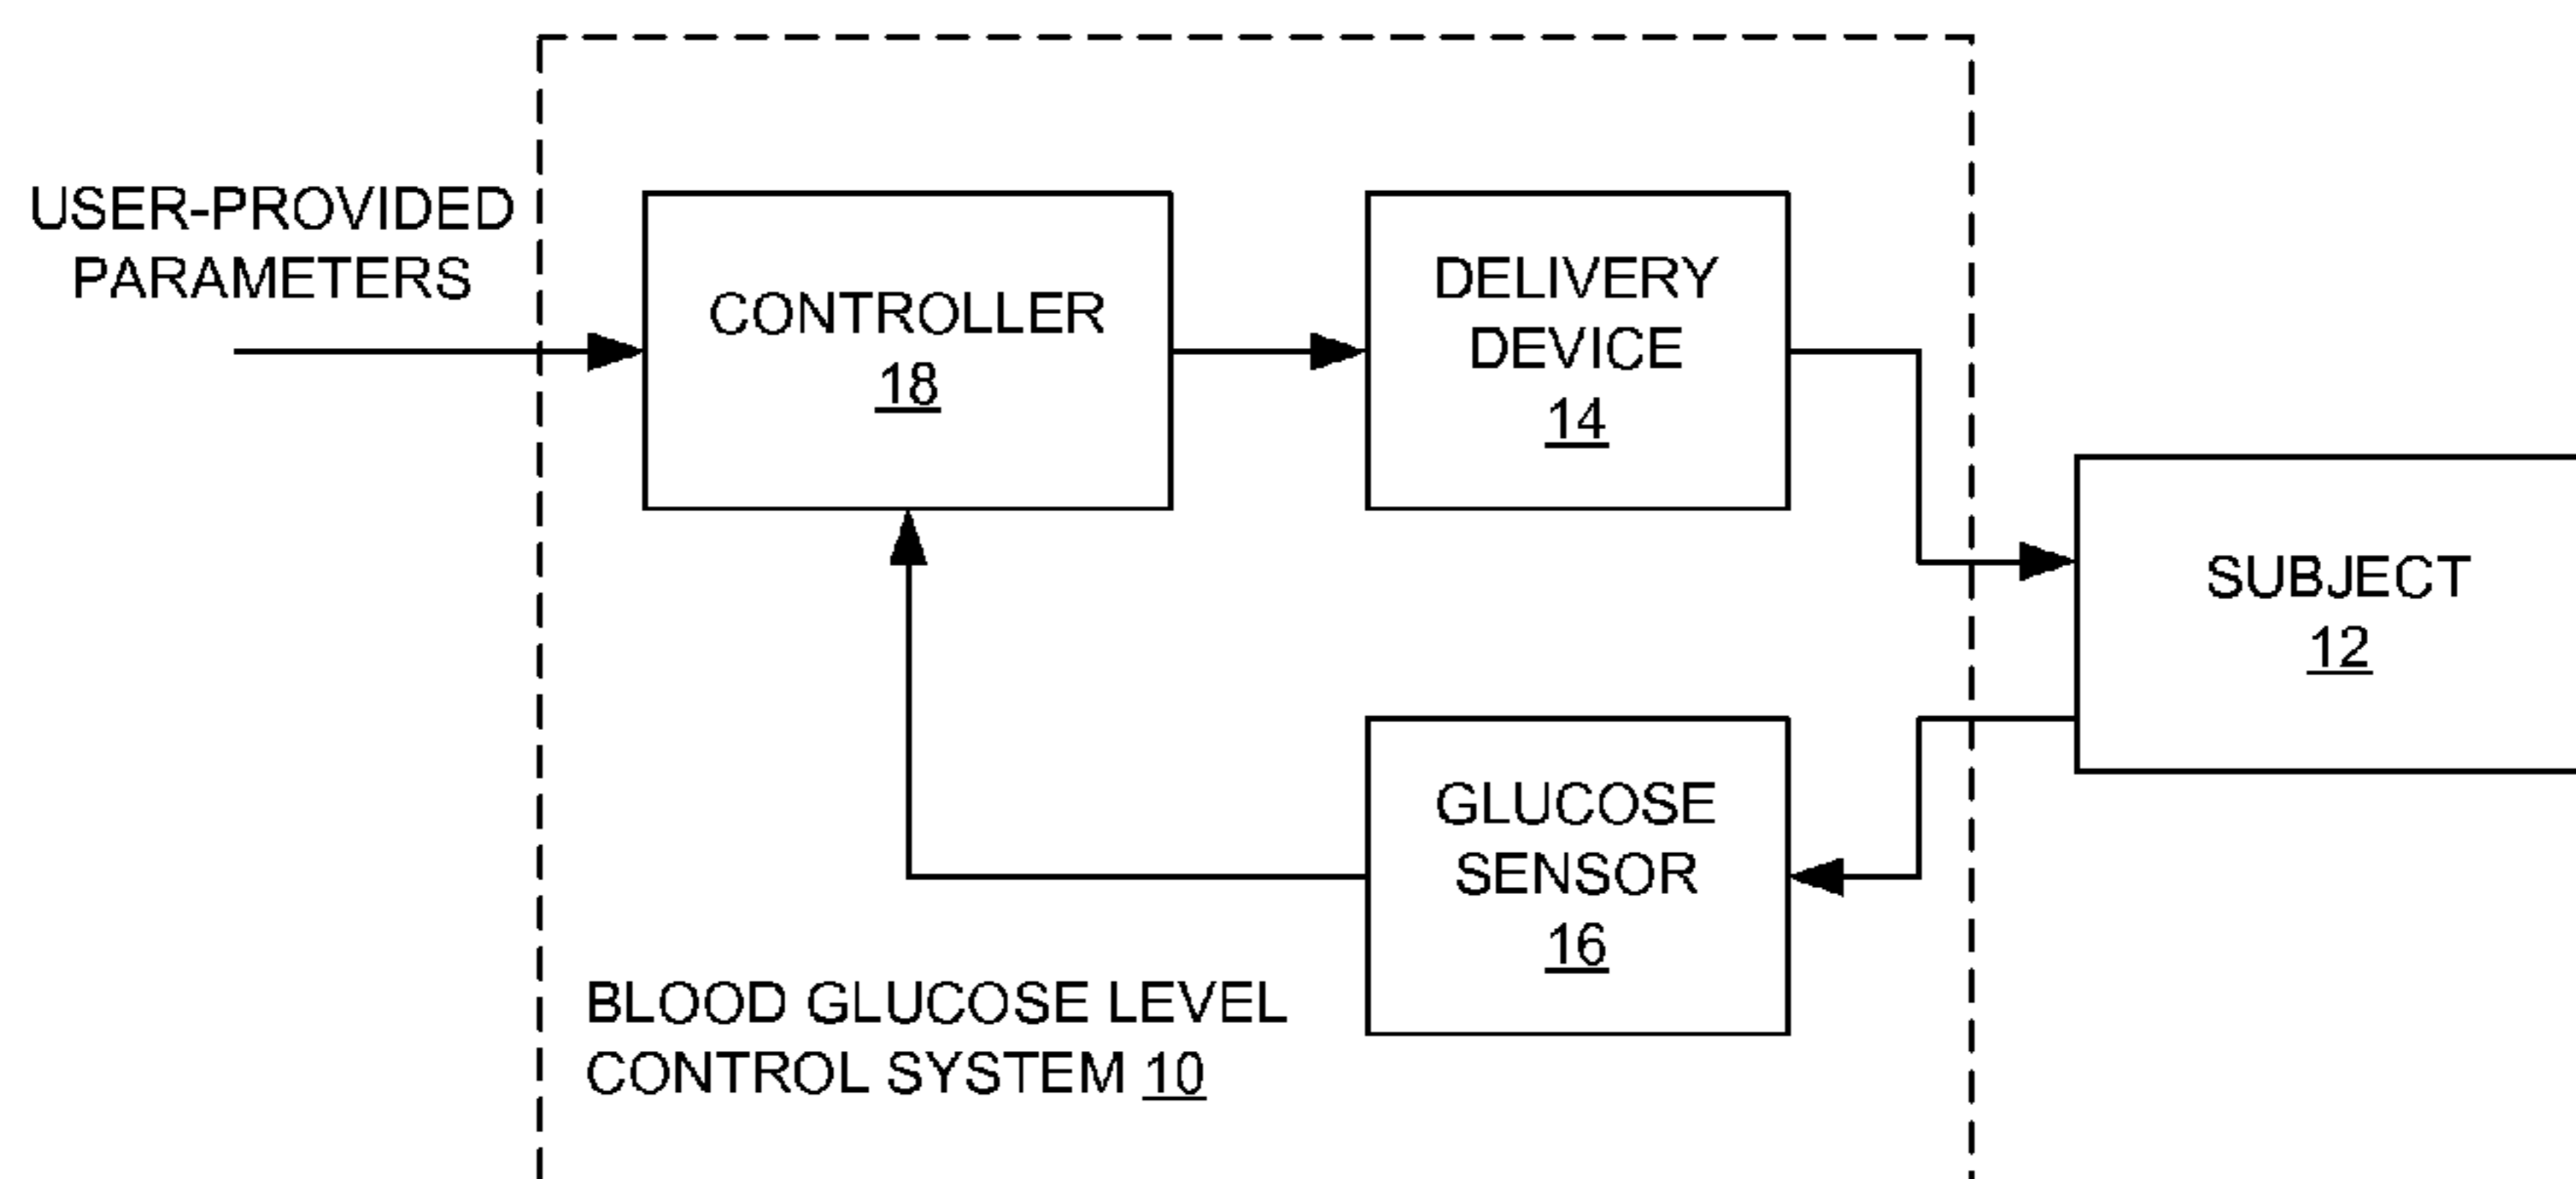 USER-PROVIDED
PARAMETERS
CONTROLLER
18
DELIVERY
DEVICE
14
SUBJECT
12
GLUCOSE
SENSOR
16
BLOOD GLUCOSE LEVEL
CONTROL SYSTEM 10